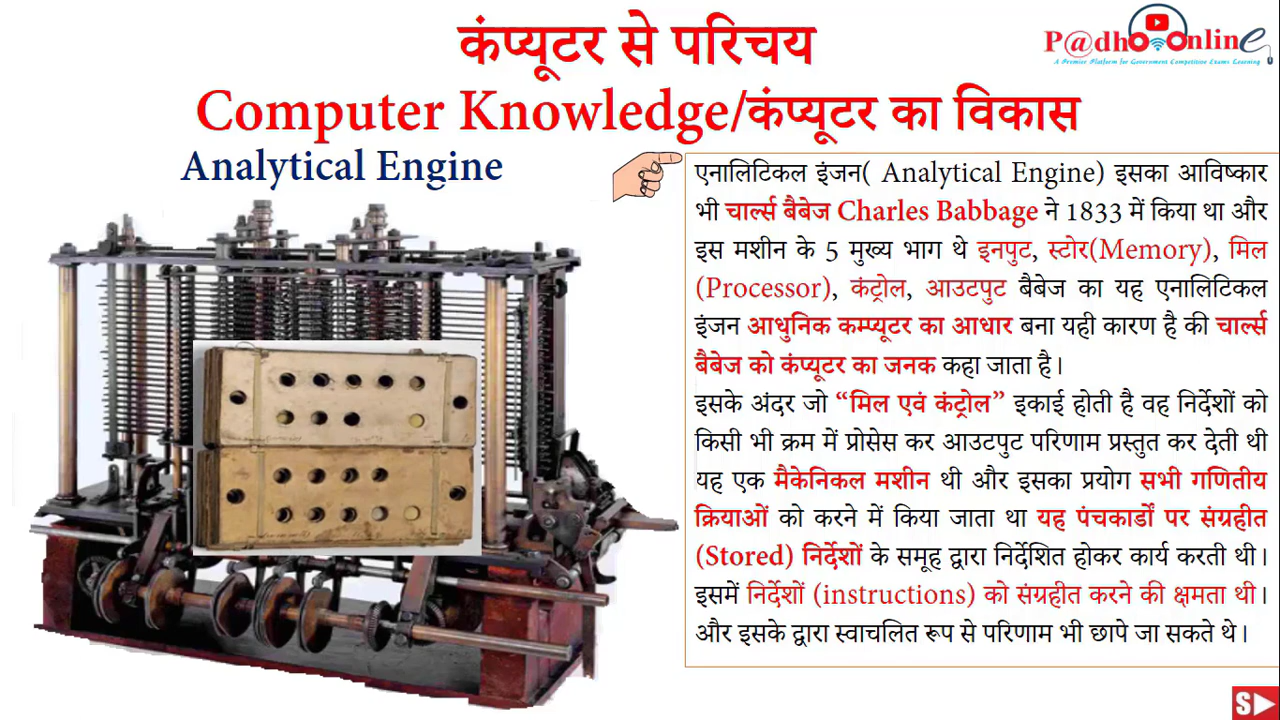 कंप्यूटर से परिचय
P@dhO OnlinE
A Premier Platform for Government Competitive Exams Learning
Computer Knowledge/कंप्यूटर का विकास
Analytical Engine
एनालिटिकल इंजन( Analytical Engine) इसका आविष्कार
भी चार्ल्स बैबेज Charles Babbage ने 1833 में किया था और
इस मशीन के 5 मुख्य भाग थे इनपुट, स्टोर(Memory), मिल
(Processor), कंट्रोल, आउटपुट बैबेज का यह एनालिटिकल
इंजन आधुनिक कम्प्यूटर का आधार बना यही कारण है की चार्ल्स
बैबेज को कंप्यूटर का जनक कहा जाता है।
इसके अंदर जो “मिल एवं कंट्रोल” इकाई होती है वह निर्देशों को
किसी भी क्रम में प्रोसेस कर आउटपुट परिणाम प्रस्तुत कर देती थी
यह एक मैकेनिकल मशीन थी और इसका प्रयोग सभी गणितीय
क्रियाओं को करने में किया जाता था यह पंचकार्डों पर संग्रहीत
(Stored) निर्देशों के समूह द्वारा निर्देशित होकर कार्य करती थी।
इसमें निर्देशों (instructions) को संग्रहीत करने की क्षमता थी।
और इसके द्वारा स्वाचलित रूप से परिणाम भी छापे जा सकते थे।
S